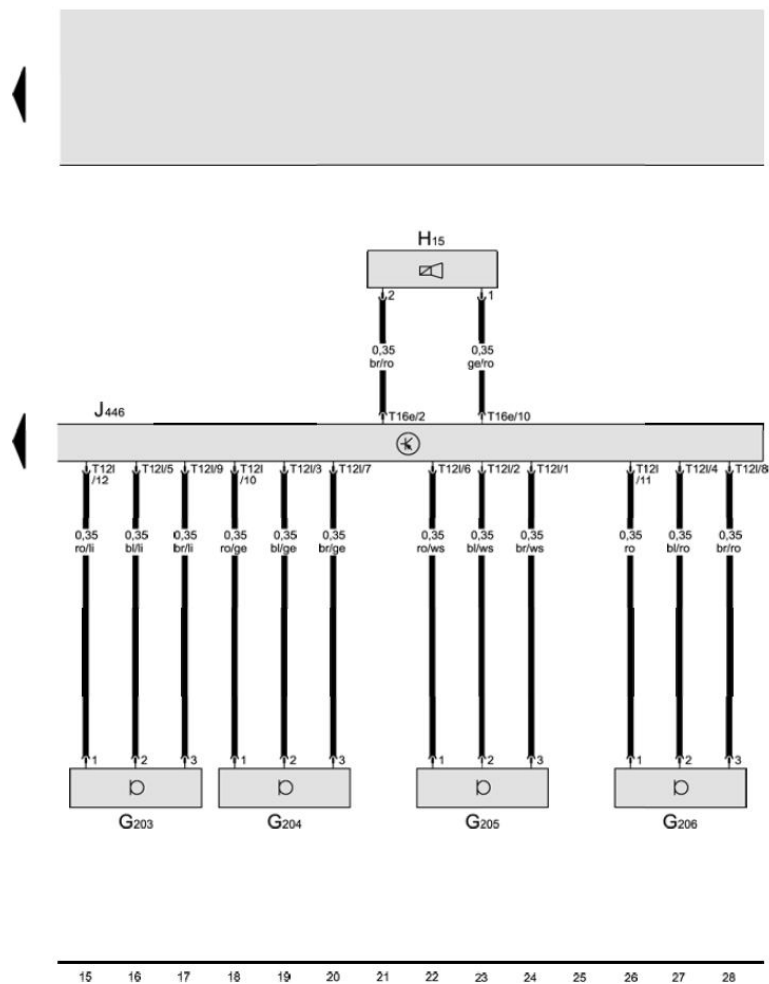 H15
2 1
0,35 0,35
br/ro ge/ro
J446
T16e/2 T16e/10
T12l/12 T12l/5 T12l/9 T12l/10 T12l/3 T12l/7 T12l/6 T12l/2 T12l/1 T12l/11 T12l/4 T12l/8
0,35 0,35 0,35 0,35 0,35 0,35 0,35 0,35 0,35 0,35 0,35 0,35
ro/li bl/li br/li ro/ge bl/ge br/ge ro/ws bl/ws br/ws ro bl/ro br/ro
1 2 3 1 2 3 1 2 3 1 2 3
G203 G204 G205 G206
15 16 17 18 19 20 21 22 23 24 25 26 27 28